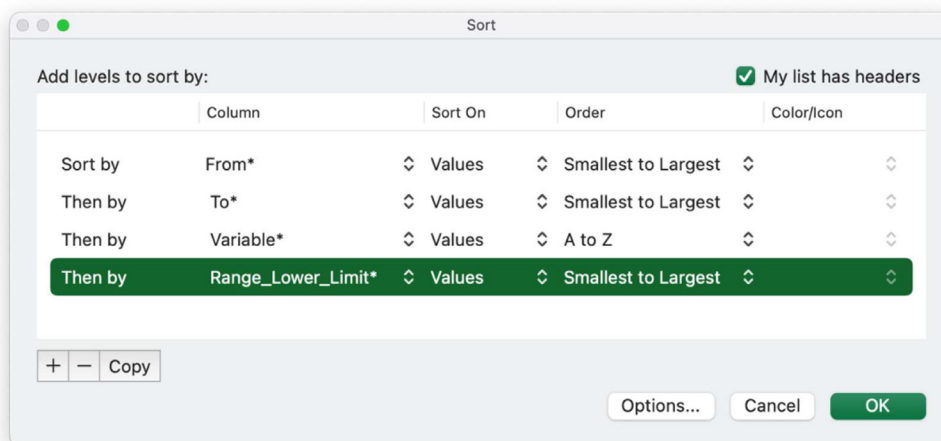 Sort
Add levels to sort by: My list has headers
Column Sort On Order Color/Icon
Sort by From* Values Smallest to Largest
Then by To* Values Smallest to Largest
Then by Variable* Values A to Z
Then by Range_Lower_Limit* Values Smallest to Largest
+ − Copy
Options... Cancel OK